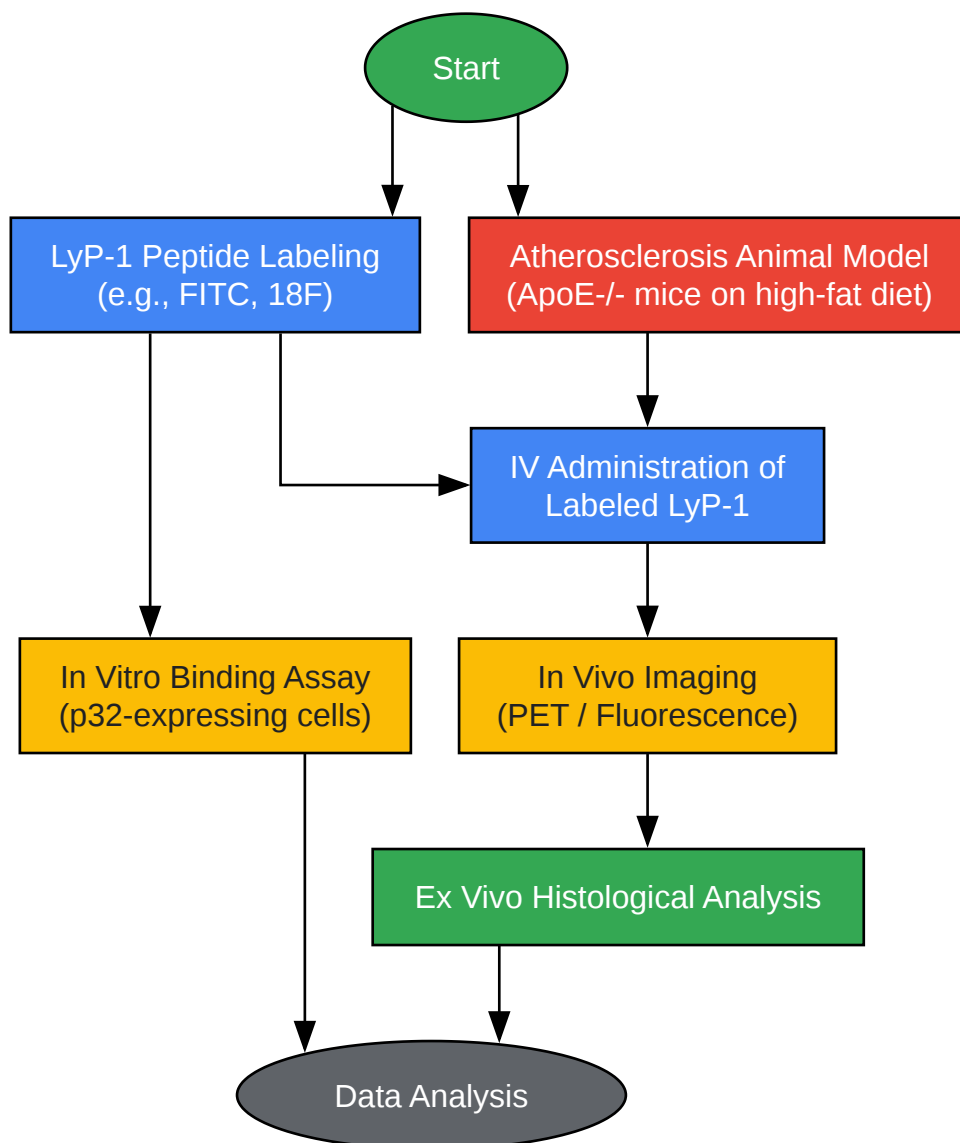 Start
LyP-1 Peptide Labeling
(e.g., FITC, 18F)
Atherosclerosis Animal Model
(ApoE-/- mice on high-fat diet)
IV Administration of
Labeled LyP-1
In Vitro Binding Assay
(p32-expressing cells)
In Vivo Imaging
(PET / Fluorescence)
Ex Vivo Histological Analysis
Data Analysis